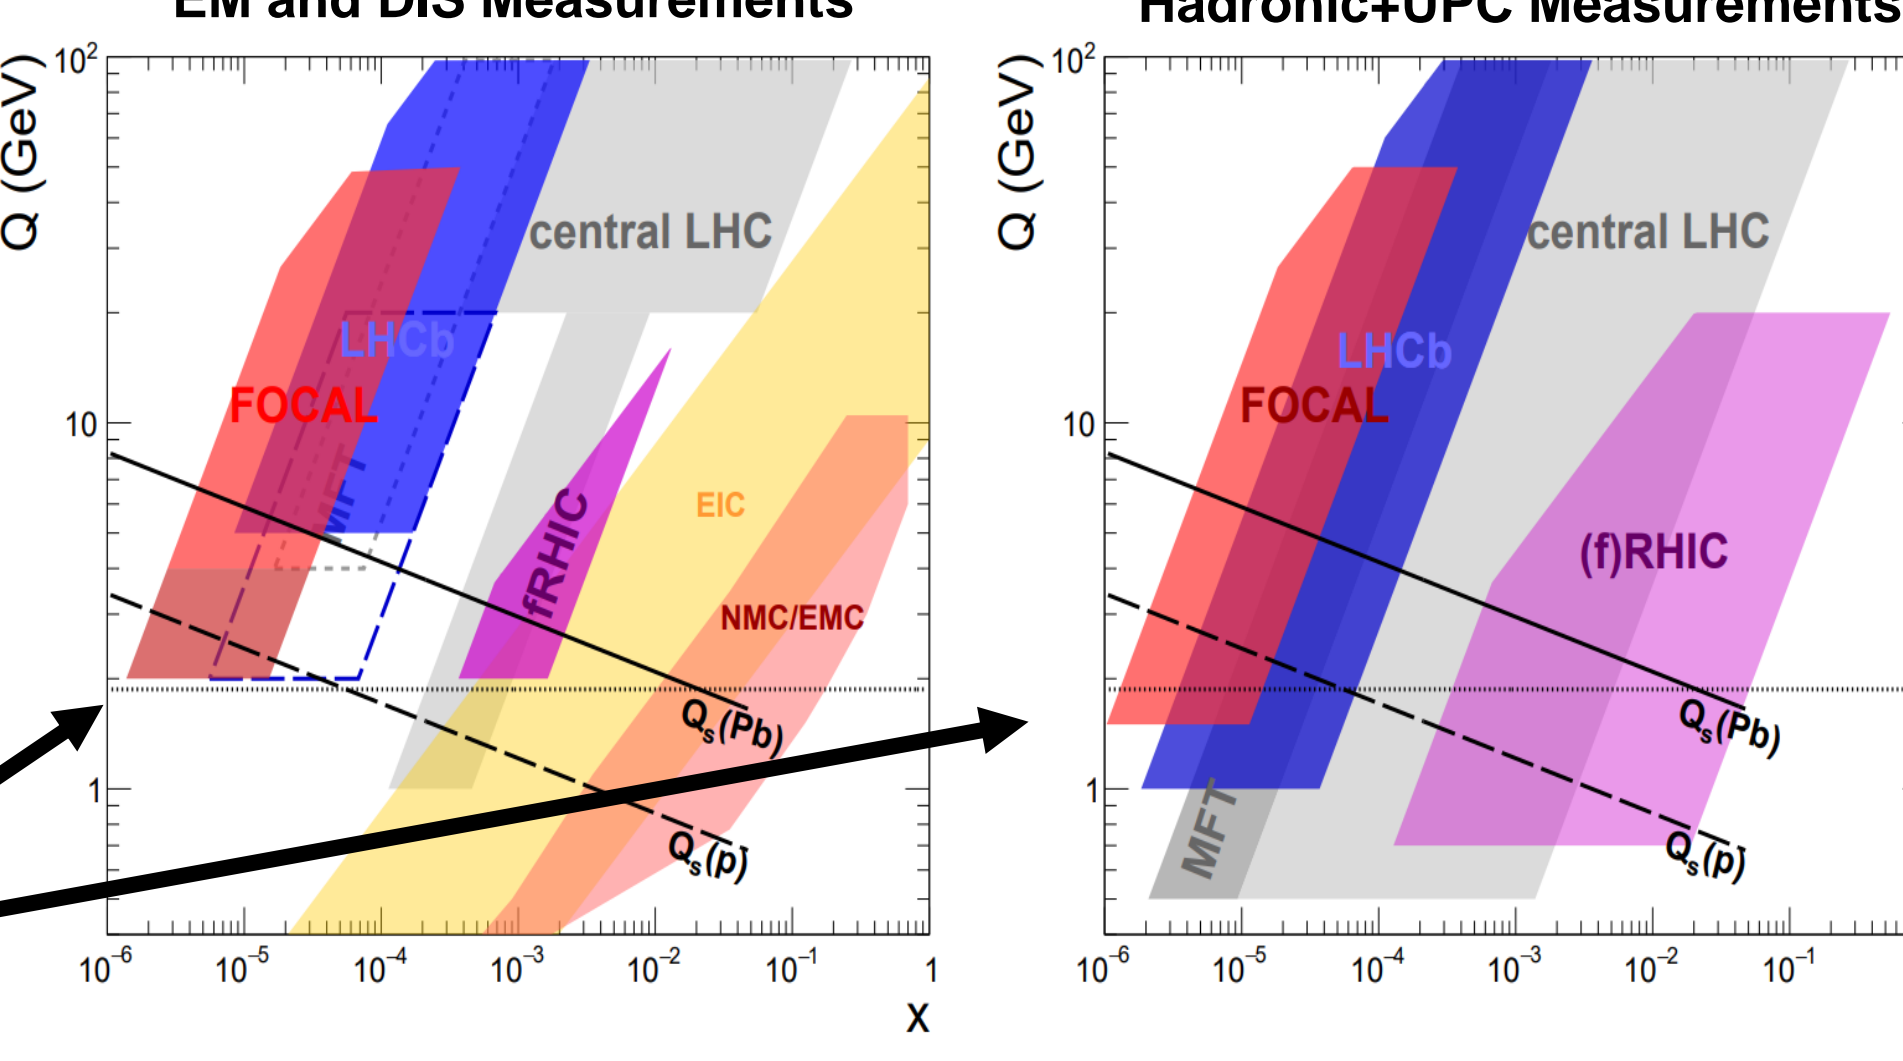 EM and DIS Measurements
Q (GeV)
10²
10
1
central LHC
LHCb
FOCAL
MFT
fRHIC
EIC
NMC/EMC
Qs(Pb)
Qs(p)
10⁻⁶ 10⁻⁵ 10⁻⁴ 10⁻³ 10⁻² 10⁻¹ 1
x
Hadronic+UPC Measurements
Q (GeV)
10²
10
1
central LHC
LHCb
FOCAL
(f)RHIC
MFT
Qs(Pb)
Qs(p)
10⁻⁶ 10⁻⁵ 10⁻⁴ 10⁻³ 10⁻² 10⁻¹